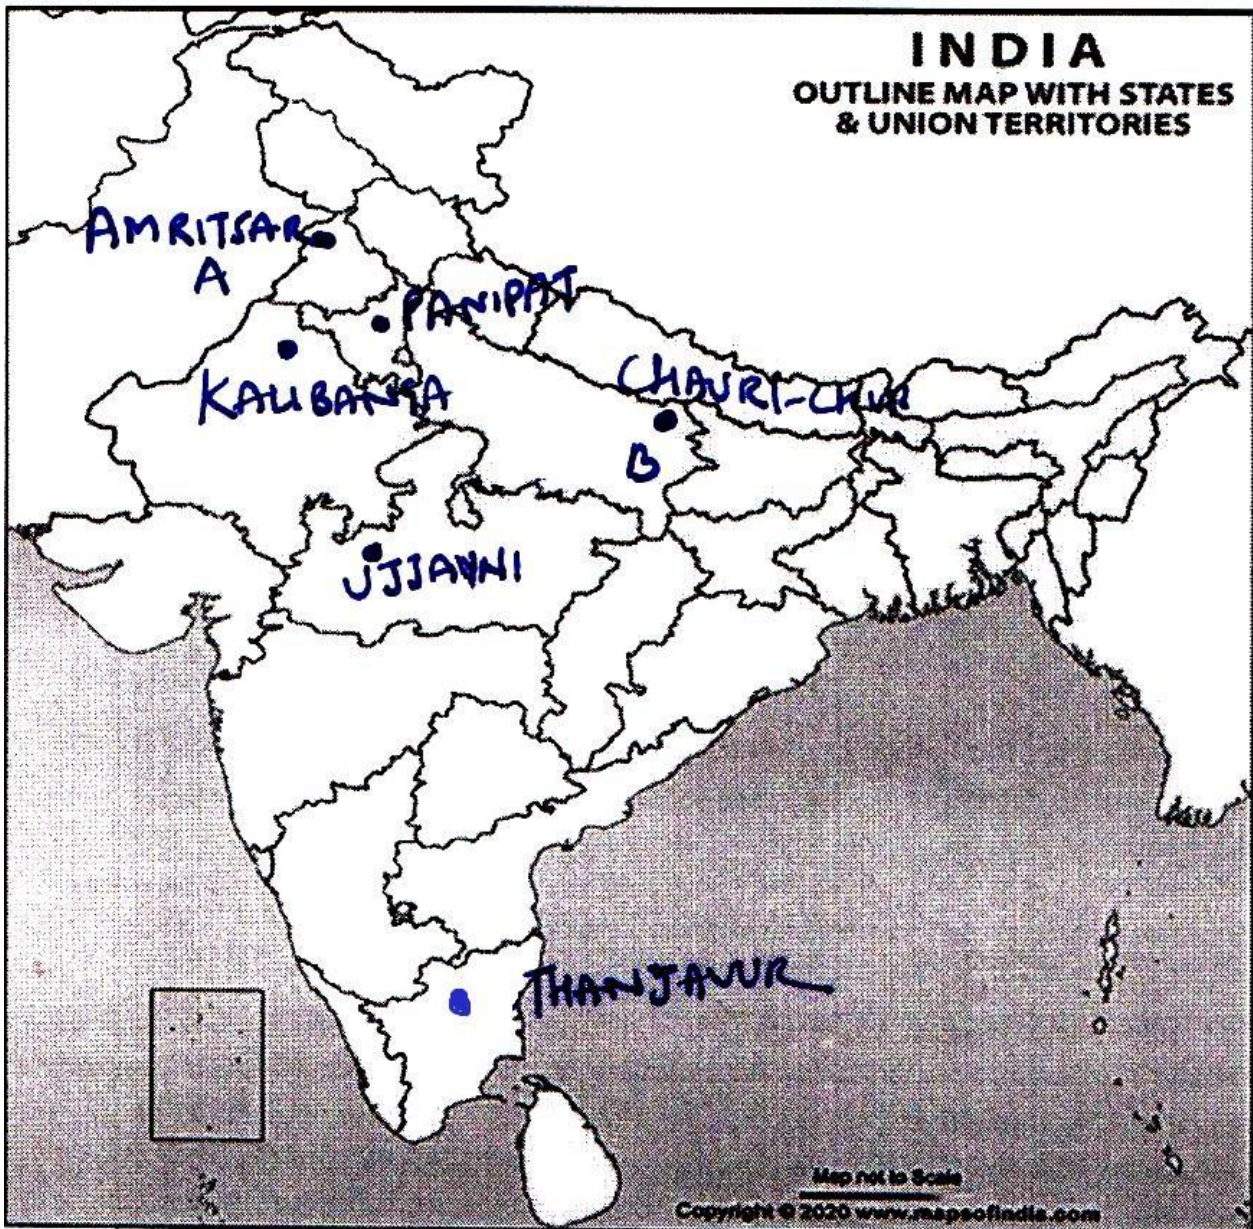 INDIA
OUTLINE MAP WITH STATES
& UNION TERRITORIES
AMRITSAR
A
PANIPAT
KALIBANGA
CHAURI-CHURI
B
UJJAYNI
THANJAVUR
Map not to Scale
Copyright © 2020 www.mapsofindia.com